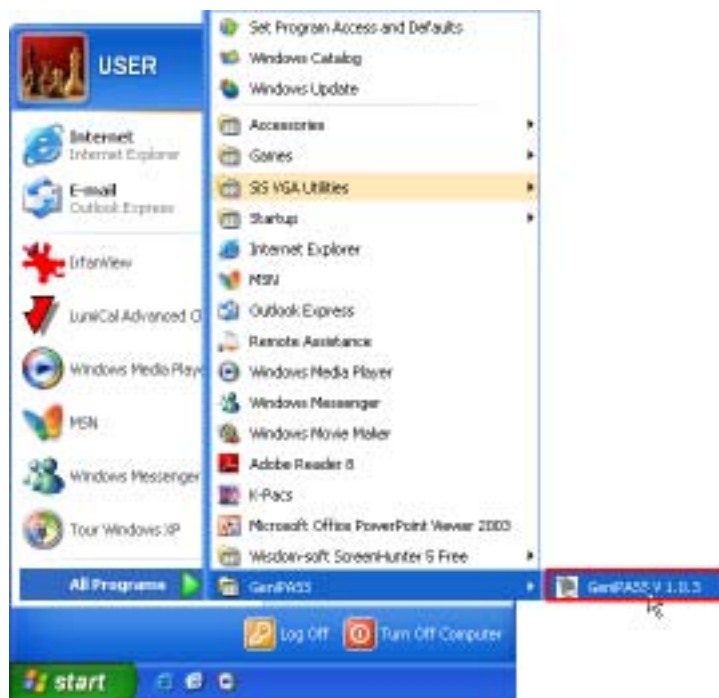 USER
Internet
Internet Explorer
E-mail
Outlook Express
IrfanView
LumiCal Advanced
Windows Media Playe
MSN
Windows Messenger
Tour Windows XP
All Programs
Set Program Access and Defaults
Windows Catalog
Windows Update
Accessories
Games
SiS VGA Utilities
Startup
Internet Explorer
MSN
Outlook Express
Remote Assistance
Windows Media Player
Windows Messenger
Windows Movie Maker
Adobe Reader 8
K-Pacs
Microsoft Office PowerPoint Viewer 2003
Wisdom-soft ScreenHunter 5 Free
GenPASS
GenPASS V 1.0.3
Log Off
Turn Off Computer
start